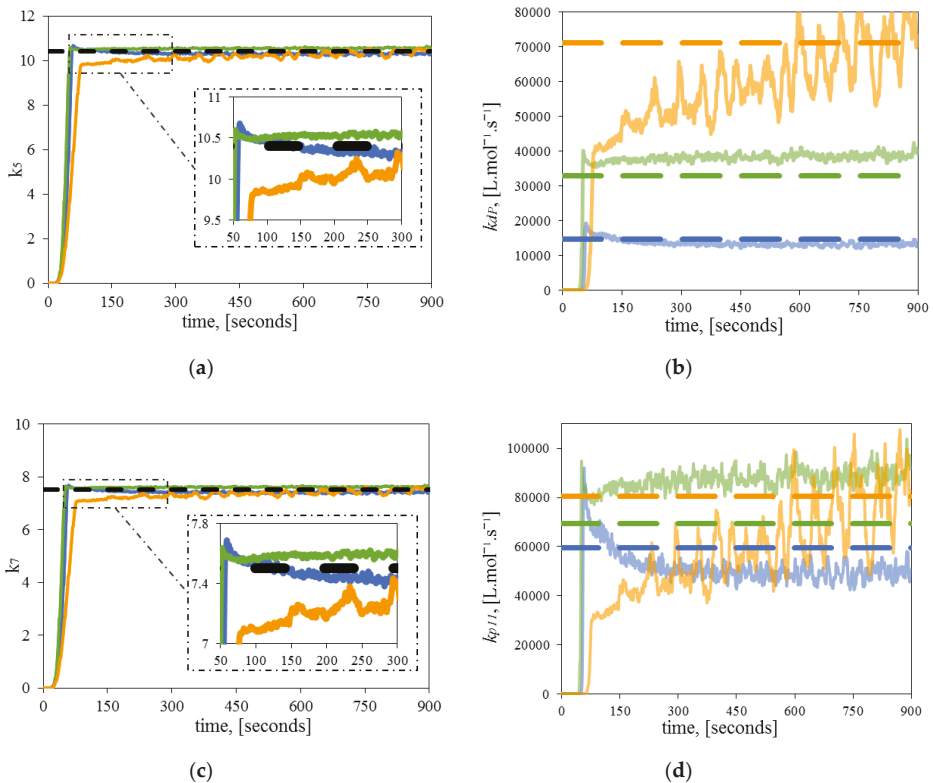 12
10
8
6
4
2
0
k5
11
10.5
10
9.5
50 100 150 200 250 300
0 150 300 450 600 750 900
time, [seconds]
(a)
80000
70000
60000
50000
40000
30000
20000
10000
0
kdP, [L.mol⁻¹.s⁻¹]
0 150 300 450 600 750 900
time, [seconds]
(b)
10
8
6
4
2
0
k7
7.8
7.4
7
50 100 150 200 250 300
0 150 300 450 600 750 900
time, [seconds]
(c)
100000
80000
60000
40000
20000
0
kp11, [L.mol⁻¹.s⁻¹]
0 150 300 450 600 750 900
time, [seconds]
(d)